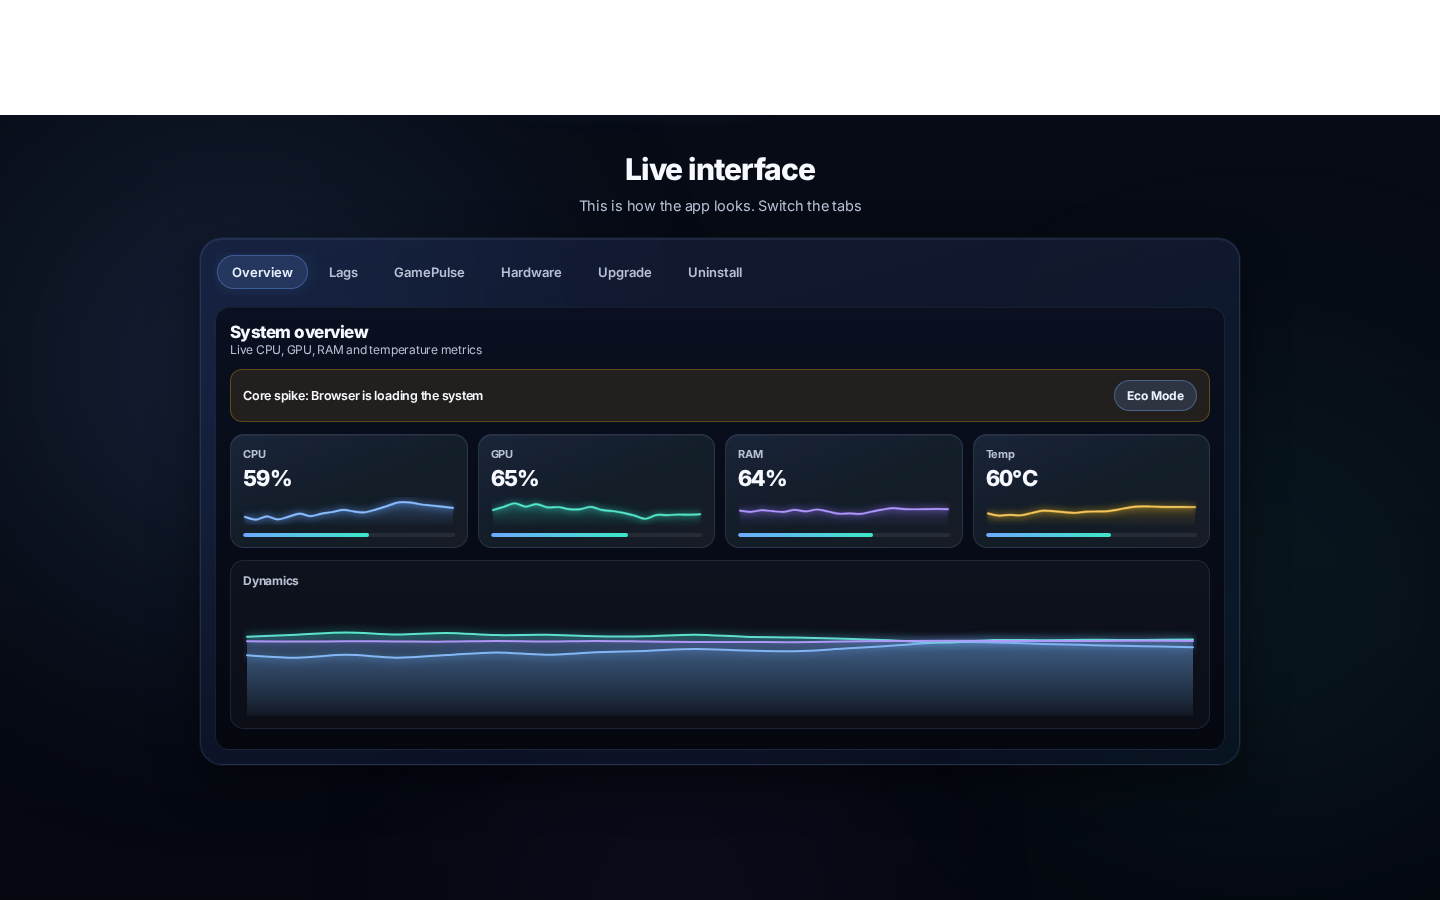 Live interface
This is how the app looks. Switch the tabs
Overview Lags GamePulse Hardware Upgrade Uninstall
System overview
Live CPU, GPU, RAM and temperature metrics
Core spike: Browser is loading the system Eco Mode
CPU GPU RAM Temp
59% 65% 64% 60°C
Dynamics